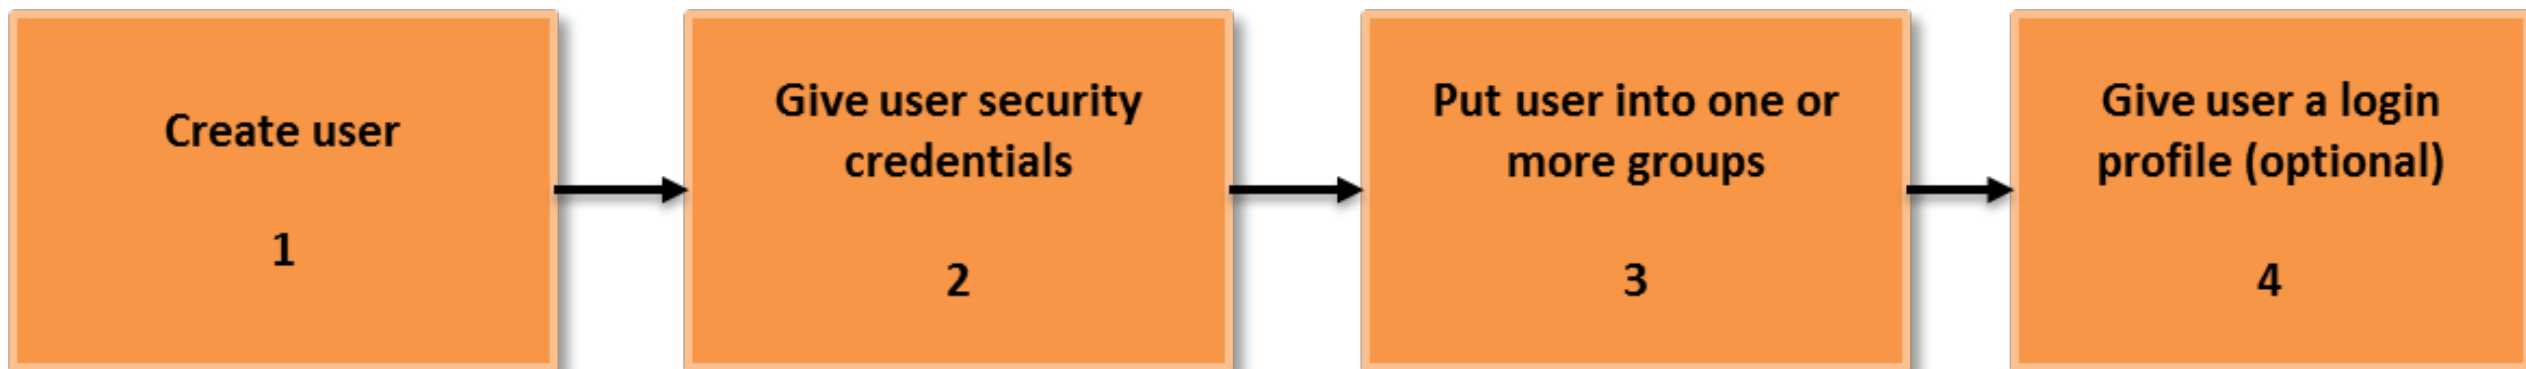 Create user
1
Give user security
credentials
2
Put user into one or
more groups
3
Give user a login
profile (optional)
4